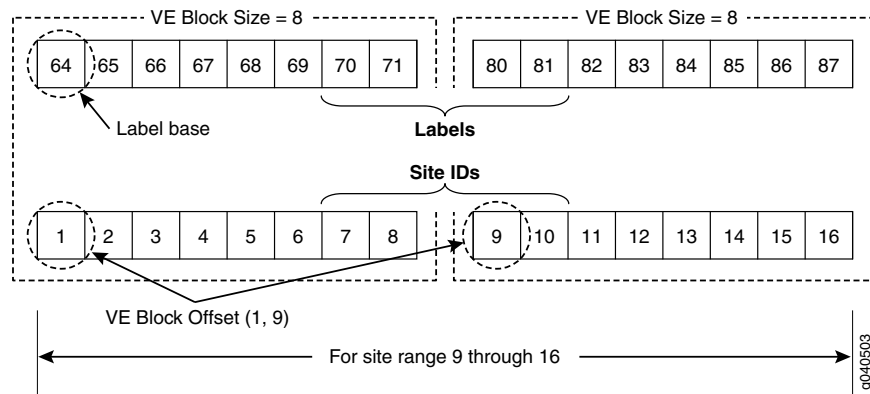 VE Block Size = 8 VE Block Size = 8
64 65 66 67 68 69 70 71 80 81 82 83 84 85 86 87
Label base
Labels
Site IDs
1 2 3 4 5 6 7 8 9 10 11 12 13 14 15 16
VE Block Offset (1, 9)
For site range 9 through 16
g040503